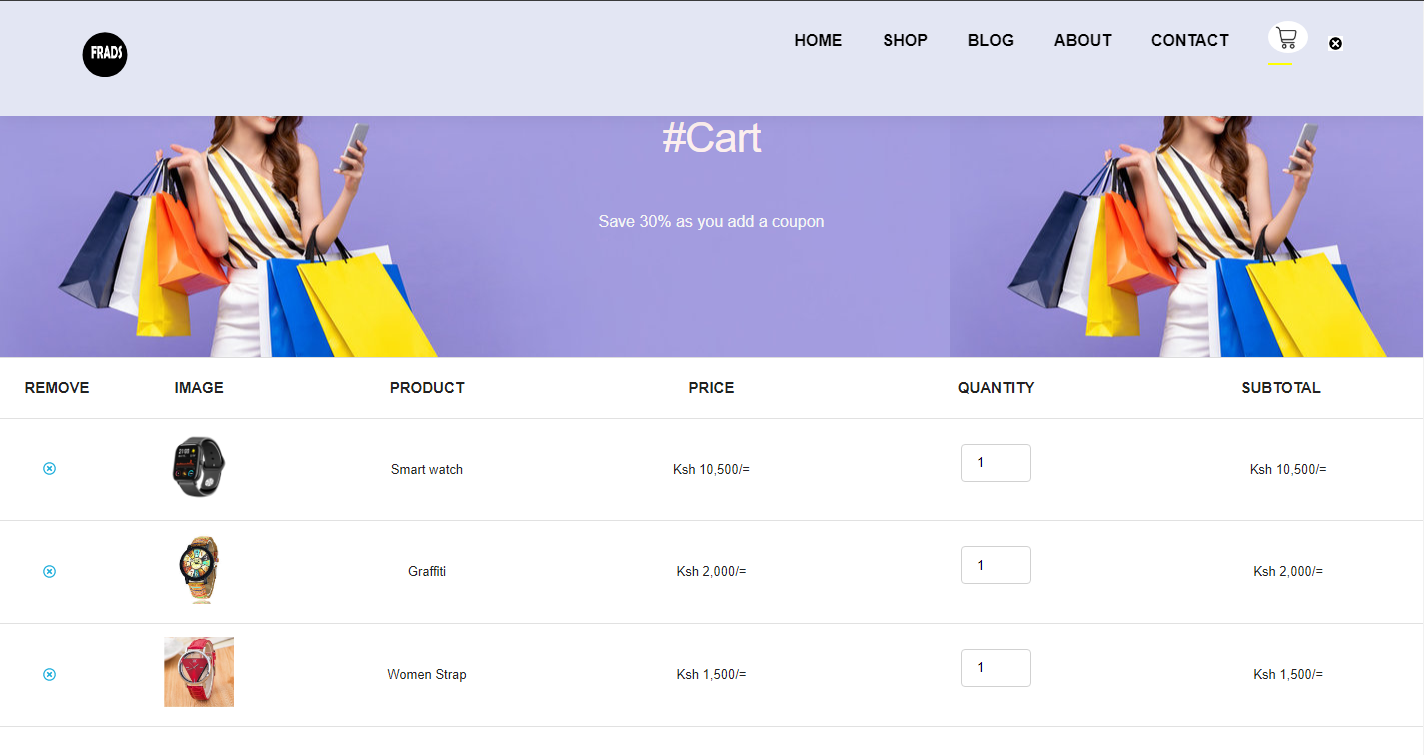 FRADS
HOME SHOP BLOG ABOUT CONTACT
#Cart
Save 30% as you add a coupon
REMOVE IMAGE PRODUCT PRICE QUANTITY SUBTOTAL
Smart watch Ksh 10,500/= 1 Ksh 10,500/=
Graffiti Ksh 2,000/= 1 Ksh 2,000/=
Women Strap Ksh 1,500/= 1 Ksh 1,500/=